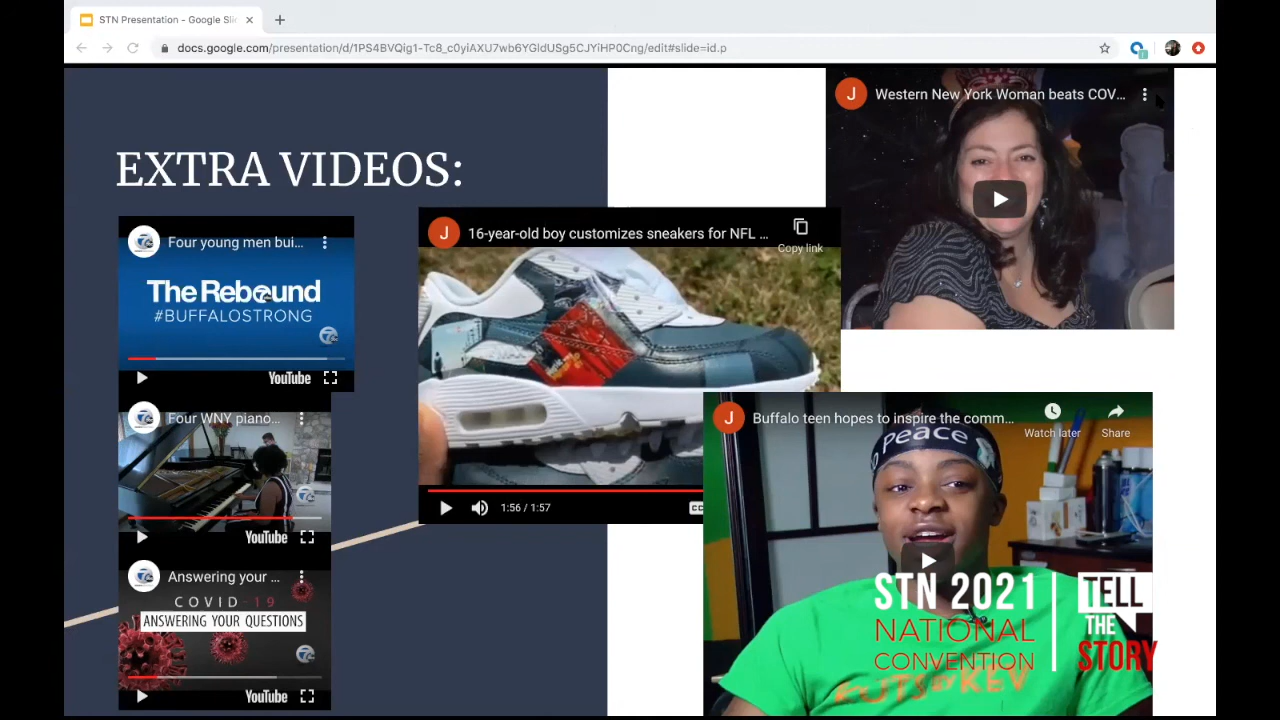 STN Presentation - Google Sli
docs.google.com/presentation/d/1PS4BVQig1-Tc8_c0yiAXU7wb6YGldUSg5CJYiHP0Cng/edit#slide=id.p
EXTRA VIDEOS:
J Western New York Woman beats COV...
Four young men bui...
The Rebound
#BUFFALOSTRONG
YouTube
J 16-year-old boy customizes sneakers for NFL ...
Copy link
1:56 / 1:57
Four WNY piano...
YouTube
Answering your ...
COVID-19
ANSWERING YOUR QUESTIONS
YouTube
J Buffalo teen hopes to inspire the comm...
Watch later
Share
Peace
STN 2021
NATIONAL
CONVENTION
TELL
THE
STORY
KUTS BY KEV